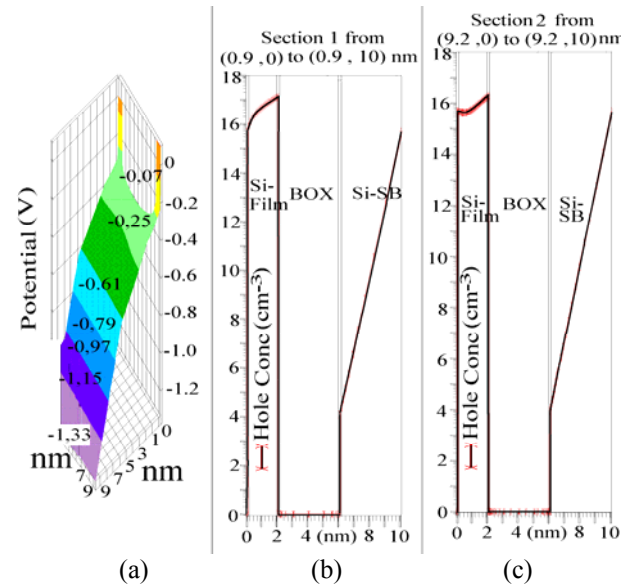 Potential (V)
0
-0.2
-0.4
-0.6
-0.8
-1.0
-1.2
-0.07
-0,25
-0.61
-0,79
-0,97
-1,15
-1,33
nm
9 7 5 3 1 0
nm
9 7
(a)
Section 1 from
(0.9 ,0) to (0.9 , 10) nm
18
16
14
12
10
8
6
4
2
0
Si-
Film
BOX
Si-SB
Hole Conc (cm-3)
0 2 4 (nm) 8 10
(b)
Section 2 from
(9.2 ,0) to (9.2 ,10) nm
18
16
14
12
10
8
6
4
2
0
Si-
Film
BOX
Si-
SB
Hole Conc (cm-3)
0 2 4 (nm) 8 10
(c)